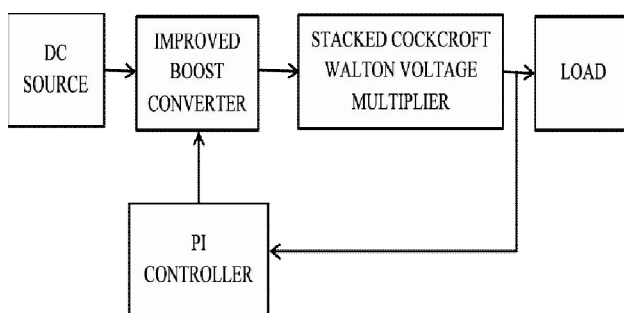 DC
SOURCE
IMPROVED
BOOST
CONVERTER
STACKED COCKCROFT
WALTON VOLTAGE
MULTIPLIER
LOAD
PI
CONTROLLER